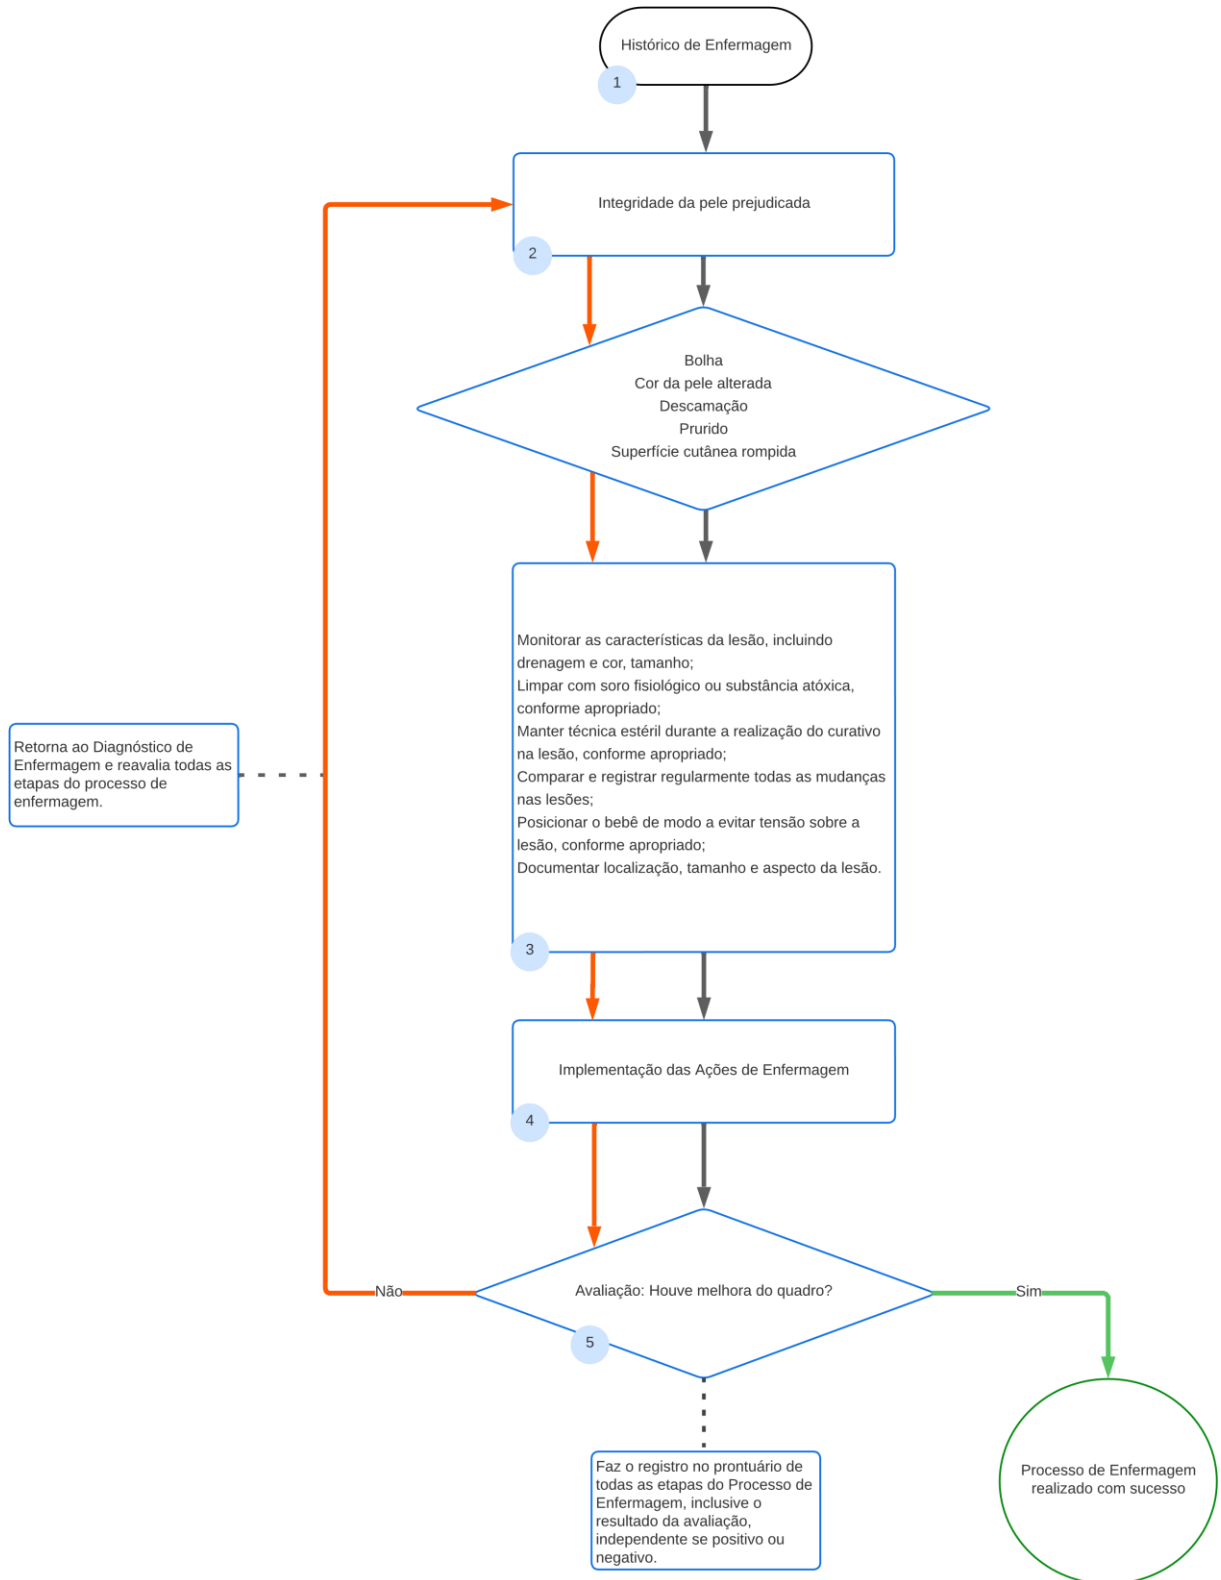 Histórico de Enfermagem
1
Integridade da pele prejudicada
2
Bolha
Cor da pele alterada
Descamação
Prurido
Superfície cutânea rompida
Monitorar as características da lesão, incluindo
drenagem e cor, tamanho;
Limpar com soro fisiológico ou substância atóxica,
conforme apropriado;
Manter técnica estéril durante a realização do curativo
na lesão, conforme apropriado;
Comparar e registrar regularmente todas as mudanças
nas lesões;
Posicionar o bebê de modo a evitar tensão sobre a
lesão, conforme apropriado;
Documentar localização, tamanho e aspecto da lesão.
3
Retorna ao Diagnóstico de
Enfermagem e reavalia todas as
etapas do processo de
enfermagem.
Implementação das Ações de Enfermagem
4
Não
Avaliação: Houve melhora do quadro?
Sim
5
Faz o registro no prontuário de
todas as etapas do Processo de
Enfermagem, inclusive o
resultado da avaliação,
independente se positivo ou
negativo.
Processo de Enfermagem
realizado com sucesso